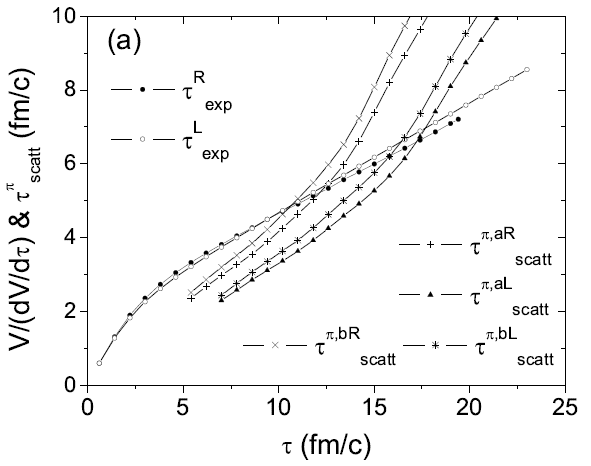 (a)
τ^R_exp
τ^L_exp
τ^π,aR_scatt
τ^π,aL_scatt
τ^π,bR_scatt τ^π,bL_scatt
V/(dV/dτ) & τ^π_scatt (fm/c)
10
8
6
4
2
0
0 5 10 15 20 25
τ (fm/c)